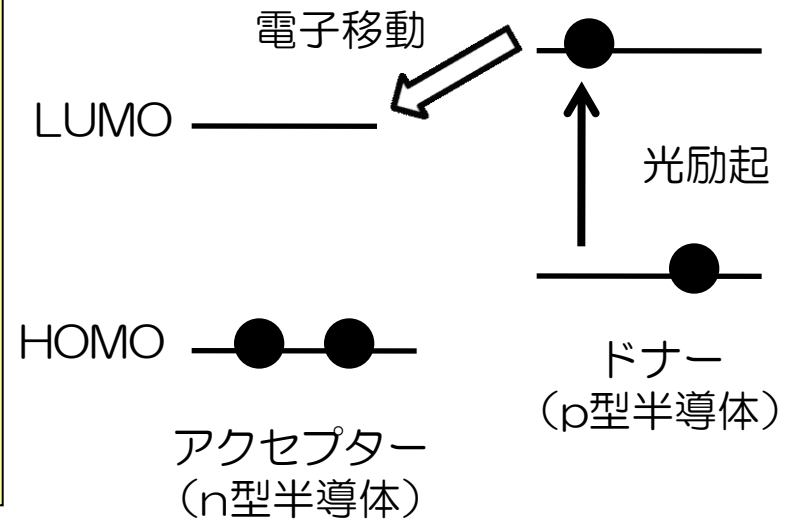 電子移動
LUMO
光励起
HOMO
ドナー
（p型半導体）
アクセプター
（n型半導体）